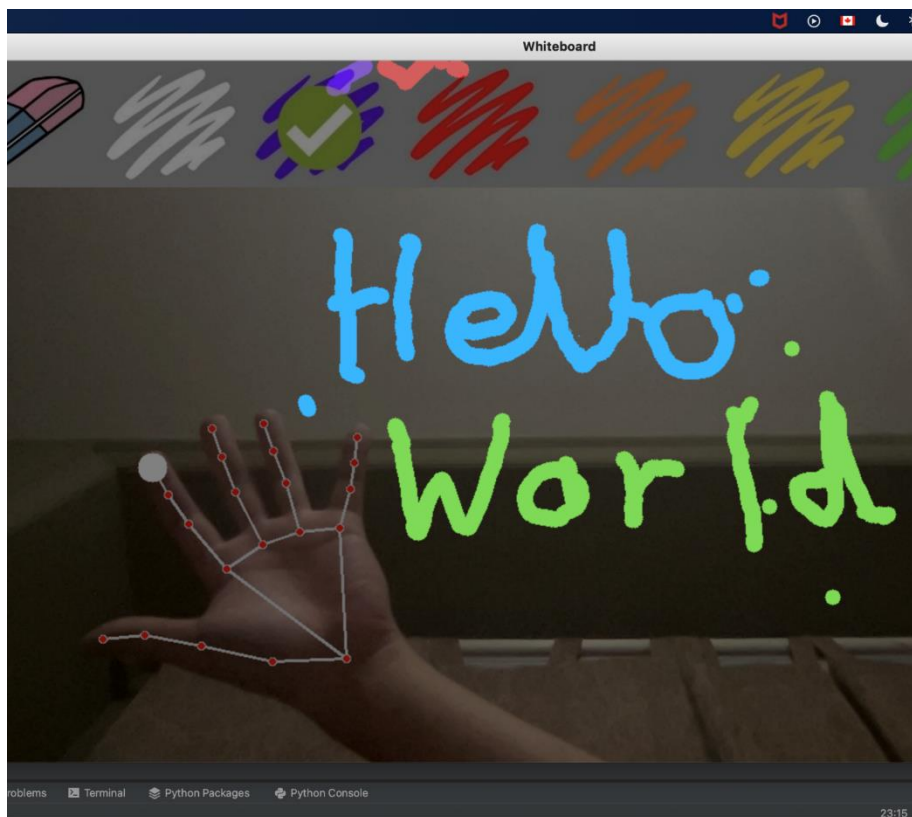 Whiteboard
Hello
World
roblems Terminal Python Packages Python Console
23:15